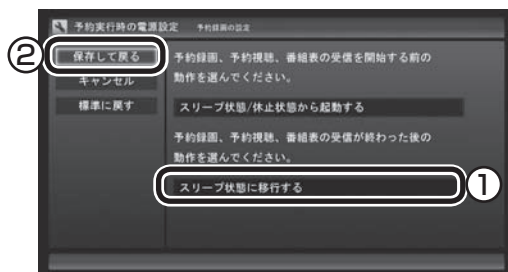 予約実行時の電源設定 予約録画の設定
② 保存して戻る
キャンセル
標準に戻す
予約録画、予約視聴、番組表の受信を開始する前の
動作を選んでください。
スリープ状態/休止状態から起動する
予約録画、予約視聴、番組表の受信が終わった後の
動作を選んでください。
スリープ状態に移行する ①